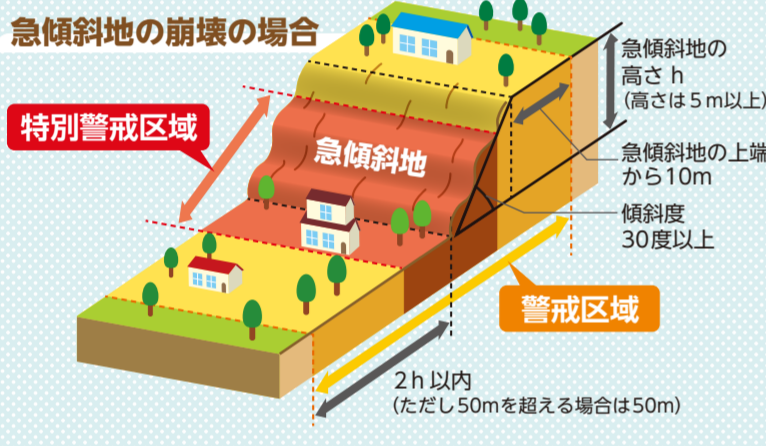 急傾斜地の崩壊の場合
特別警戒区域
急傾斜地
急傾斜地の
高さh
(高さは5m以上)
急傾斜地の上端
から10m
傾斜度
30度以上
警戒区域
2h以内
(ただし50mを超える場合は50m)